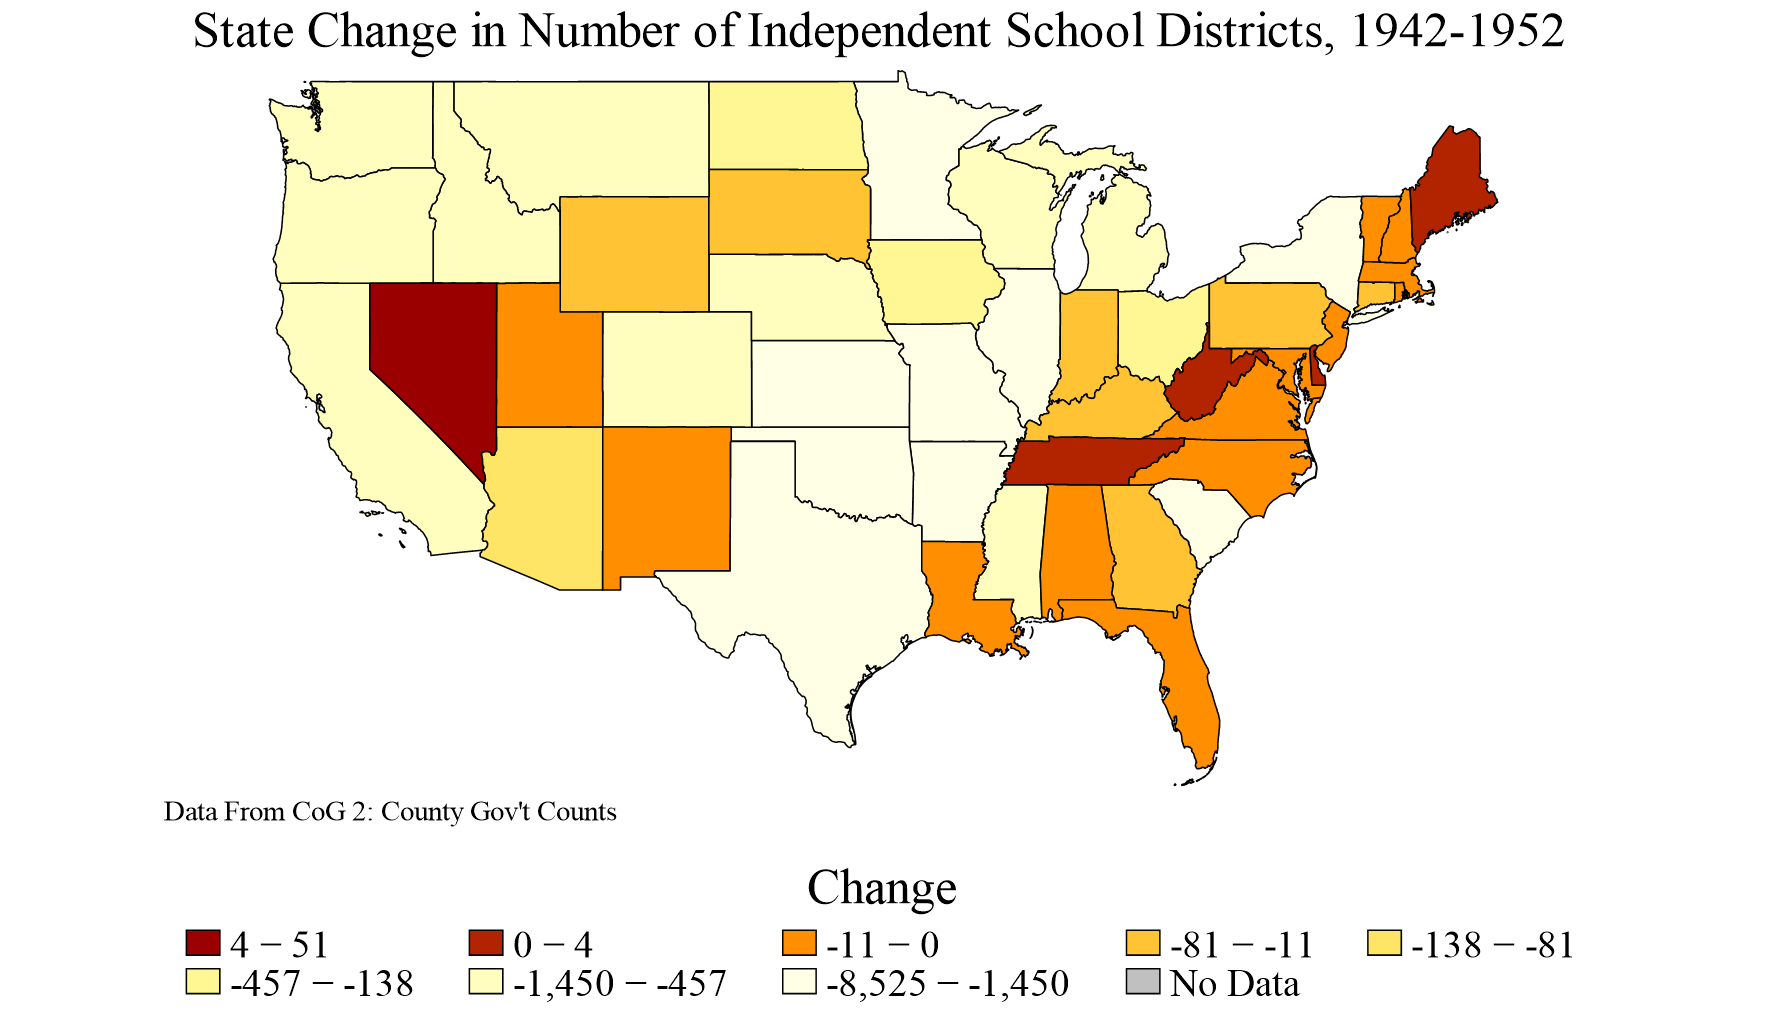 State Change in Number of Independent School Districts, 1942-1952
Data From CoG 2: County Gov't Counts
Change
4 − 51 0 − 4 -11 − 0 -81 − -11 -138 − -81
-457 − -138 -1,450 − -457 -8,525 − -1,450 No Data